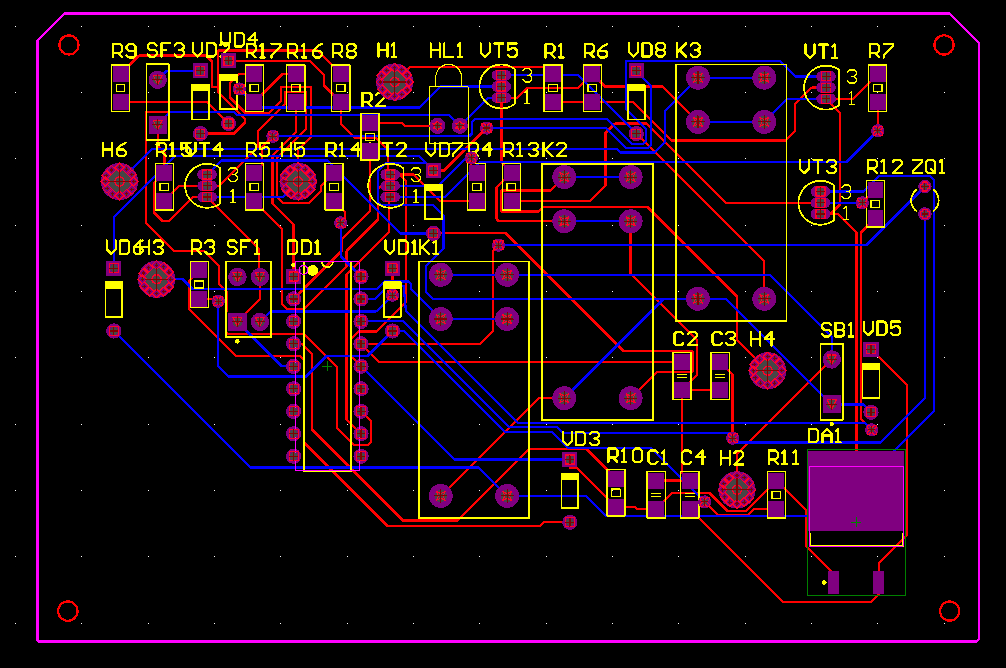 R9 SF3 VD7 VD4 R17 R16 R8 H1 HL1 VT5 R1 R6 VD8 K3 VT1 R7
3
1
3
1
R2
H6 R15 VT4 R5 H5 R14 T2 VD7 R4 R13 K2 VT3 R12 ZQ1
3
1
3
1
3
1
VD6 H3 R3 SF1 DD1 VD1 K1
C2 C3 H4 SB1 VD5
VD3 R10 C1 C4 H2 R11 DA1